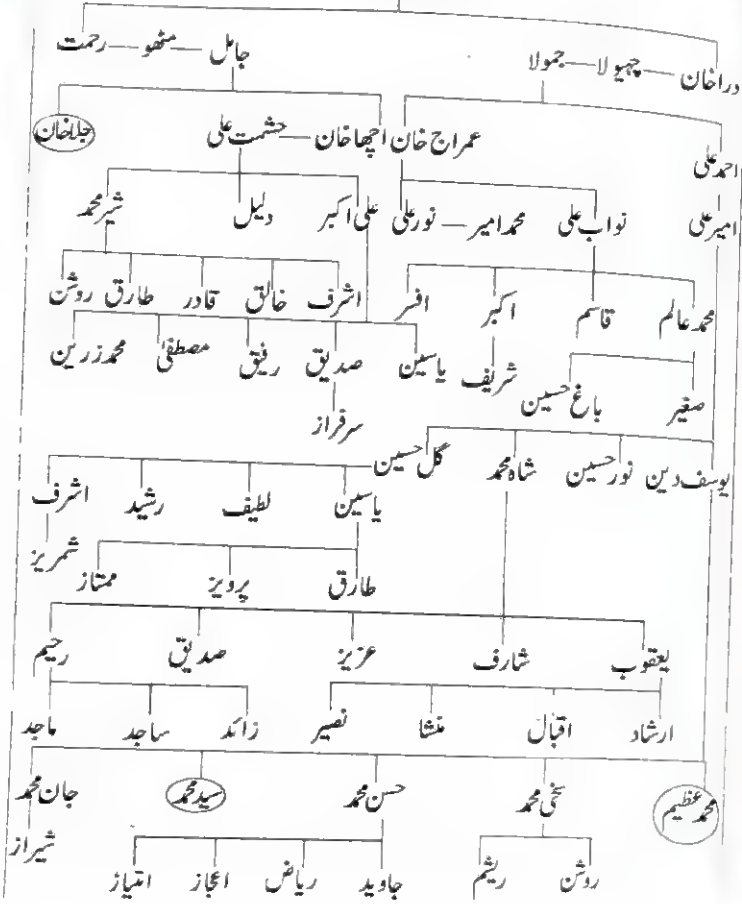 دراخان — چھیولا — جمولا
جامل — مٹھو — رحمت
احمد علی
عمراج خان
اچھا خان — حشمت علی
جلاخان
امیر علی
نواب علی
محمد امیر — نور علی
علی اکبر
دلیل
شیر محمد
محمد عالم
قاسم
اکبر
افسر
اشرف
خالق
قادر
طارق
روشن
صغیر
باغ حسین
شریف
یاسین
صدیق
رفیق
مصطفیٰ
محمد زرین
سرفراز
یوسف دین
نور حسین
شاہ محمد
گل حسین
یاسین
لطیف
رشید
اشرف
طارق
پرویز
ممتاز
شمریز
یعقوب
شارف
عزیز
صدیق
رحیم
ارشاد
اقبال
منشا
نصیر
زائد
ساجد
ماجد
محمد عظیم
سخی محمد
حسن محمد
سید محمد
جان محمد
روشن
ریشم
جاوید
ریاض
اعجاز
امتیاز
شیراز